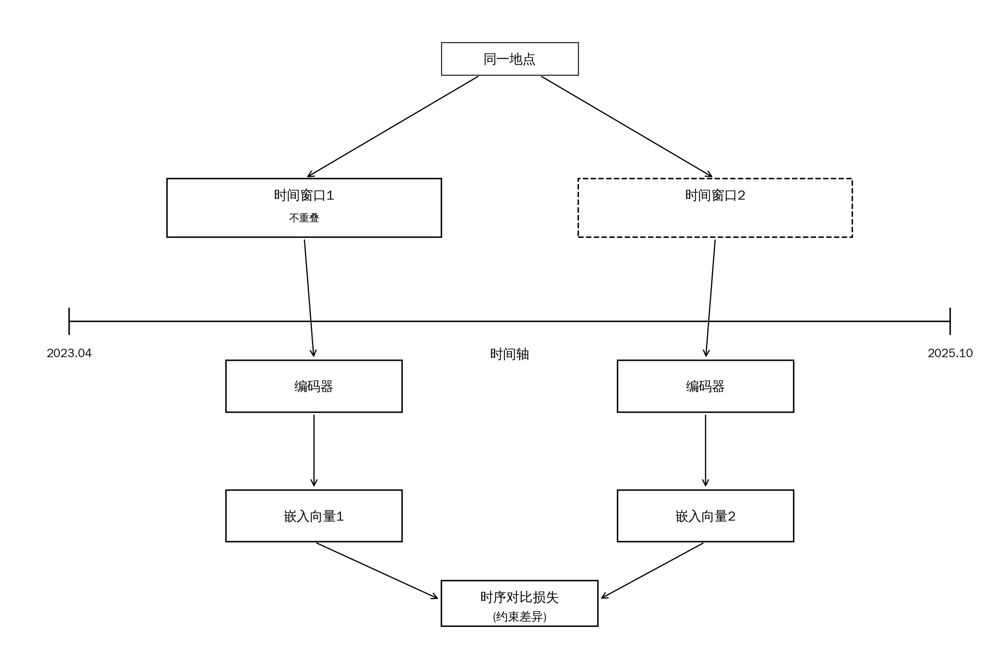 同一地点
时间窗口1
不重叠
时间窗口2
2023.04
时间轴
2025.10
编码器
编码器
嵌入向量1
嵌入向量2
时序对比损失
（约束差异）